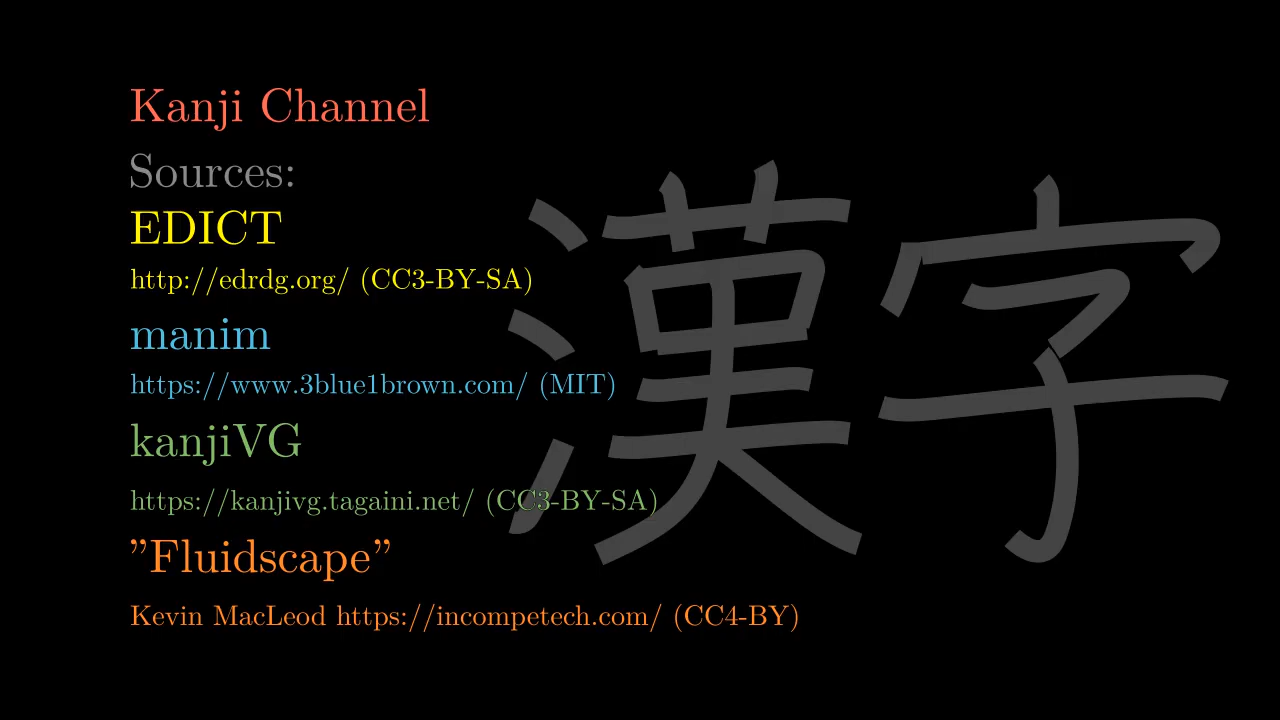 Kanji Channel
Sources:
EDICT
http://edrdg.org/ (CC3-BY-SA)
manim
https://www.3blue1brown.com/ (MIT)
kanjiVG
https://kanjivg.tagaini.net/ (CC3-BY-SA)
”Fluidscape”
Kevin MacLeod https://incompetech.com/ (CC4-BY)
漢字